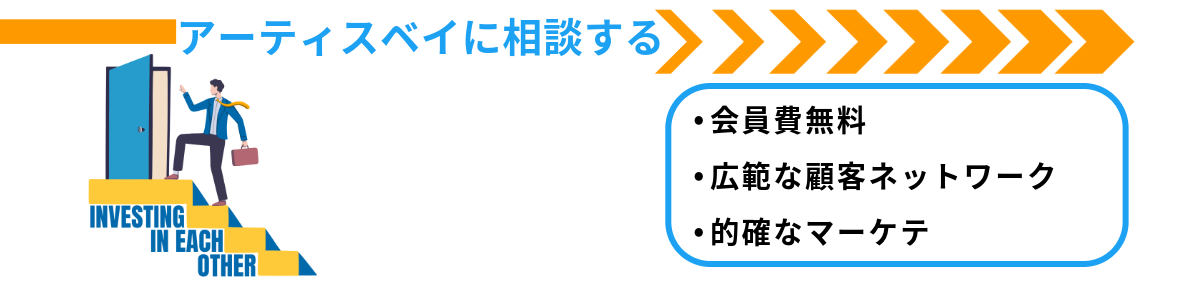 アーティスベイに相談する
・会員費無料
・広範な顧客ネットワーク
・的確なマーケテ
INVESTING
IN EACH
OTHER